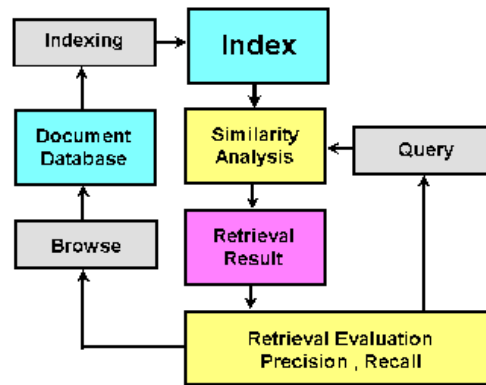 Indexing
Index
Document
Database
Similarity
Analysis
Query
Browse
Retrieval
Result
Retrieval Evaluation
Precision , Recall